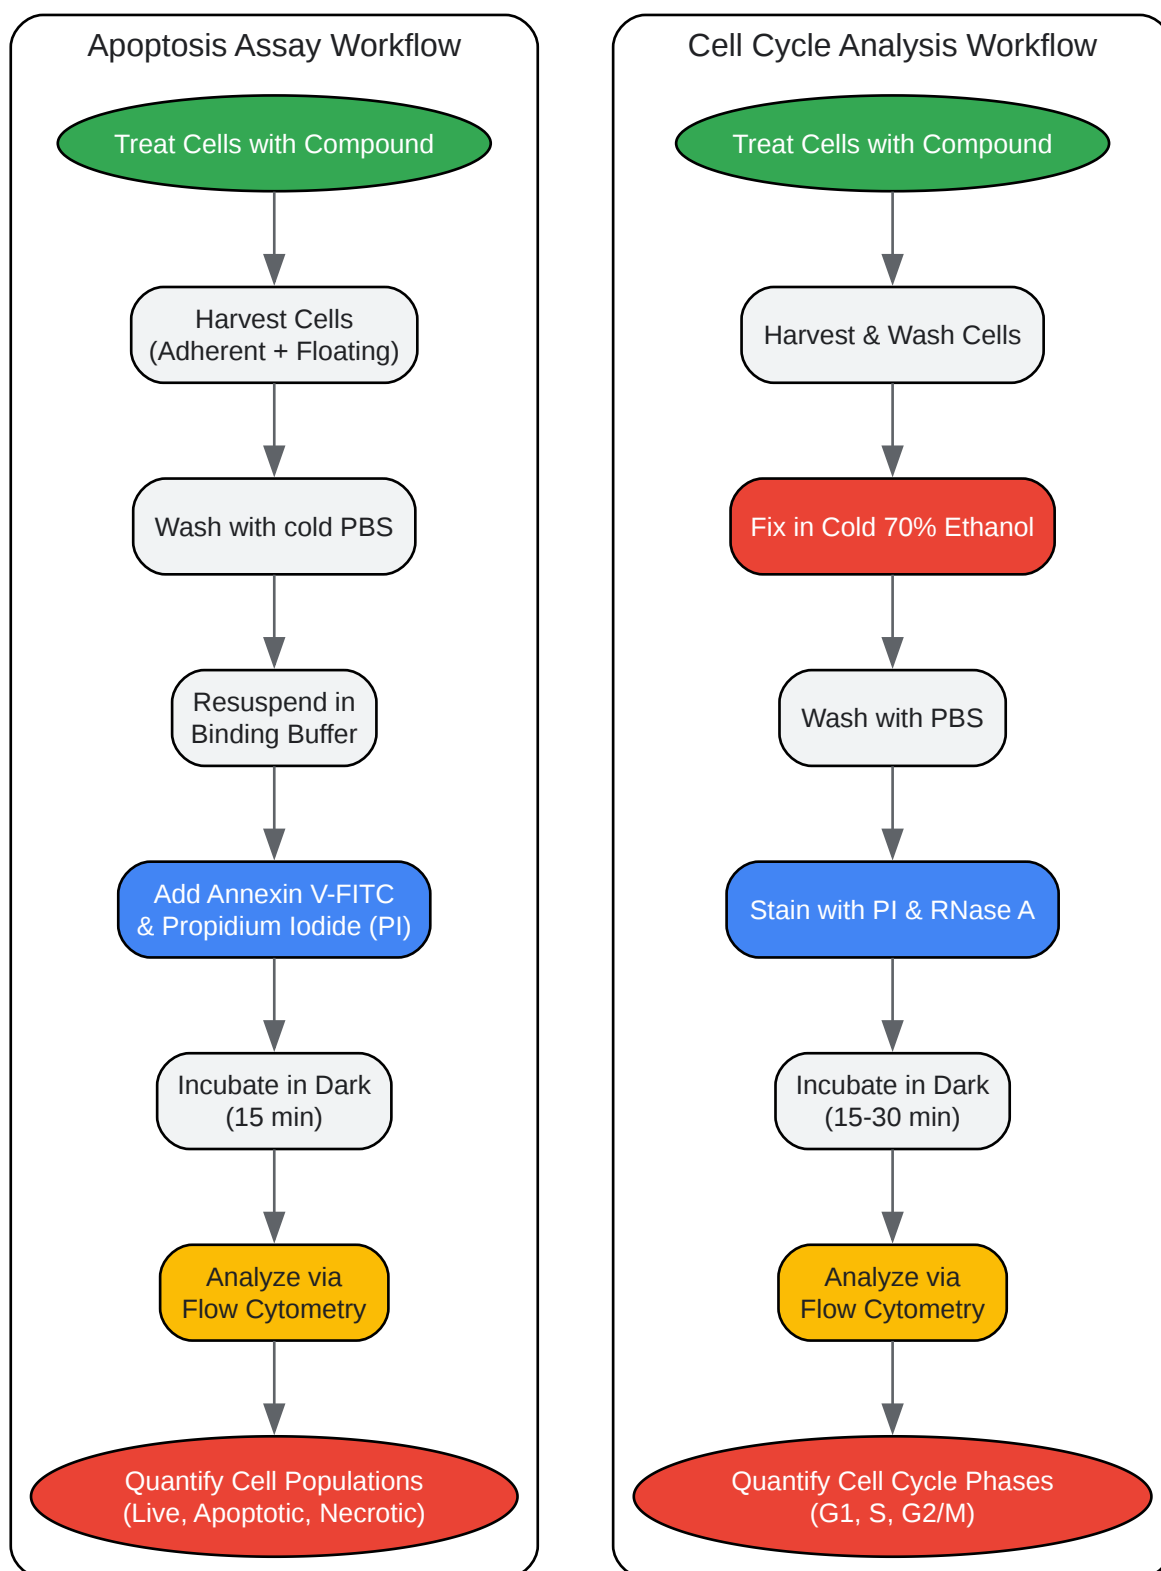 Apoptosis Assay Workflow
Treat Cells with Compound
Harvest Cells
(Adherent + Floating)
Wash with cold PBS
Resuspend in
Binding Buffer
Add Annexin V-FITC
& Propidium Iodide (PI)
Incubate in Dark
(15 min)
Analyze via
Flow Cytometry
Quantify Cell Populations
(Live, Apoptotic, Necrotic)
Cell Cycle Analysis Workflow
Treat Cells with Compound
Harvest & Wash Cells
Fix in Cold 70% Ethanol
Wash with PBS
Stain with PI & RNase A
Incubate in Dark
(15-30 min)
Analyze via
Flow Cytometry
Quantify Cell Cycle Phases
(G1, S, G2/M)